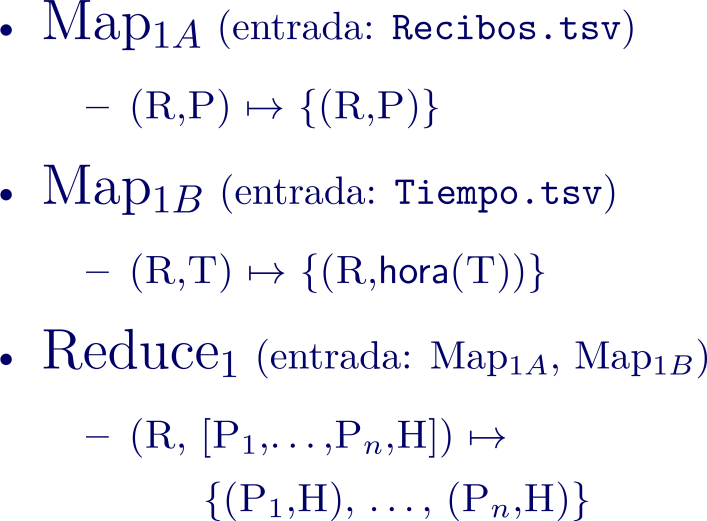 • Map1A (entrada: Recibos.tsv)
– (R,P) ↦ {(R,P)}
• Map1B (entrada: Tiempo.tsv)
– (R,T) ↦ {(R,hora(T))}
• Reduce1 (entrada: Map1A, Map1B)
– (R, [P1,...,Pn,H]) ↦
{(P1,H), ..., (Pn,H)}